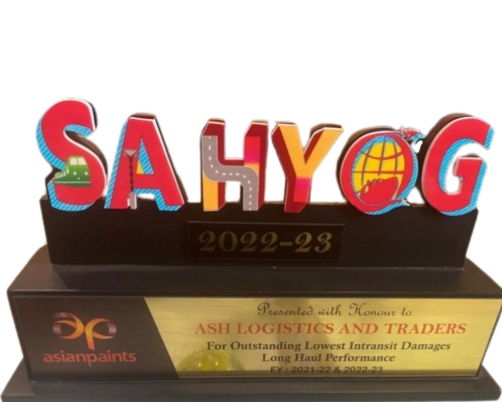 SAHYOG
2022-23
asianpaints
Presented with Honour to
ASH LOGISTICS AND TRADERS
For Outstanding Lowest Intransit Damages
Long Haul Performance
FY : 2021-22 & 2022-23